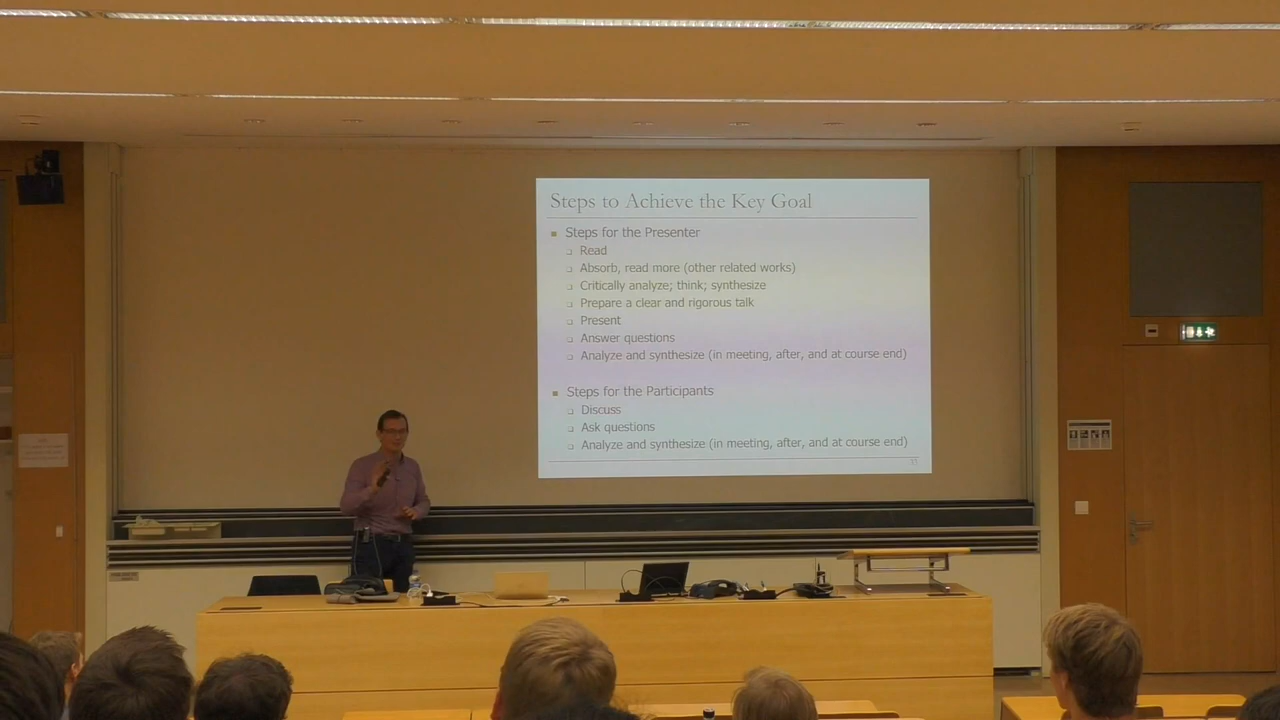 Steps to Achieve the Key Goal
Steps for the Presenter
Read
Absorb, read more (other related works)
Critically analyze; think; synthesize
Prepare a clear and rigorous talk
Present
Answer questions
Analyze and synthesize (in meeting, after, and at course end)
Steps for the Participants
Discuss
Ask questions
Analyze and synthesize (in meeting, after, and at course end)